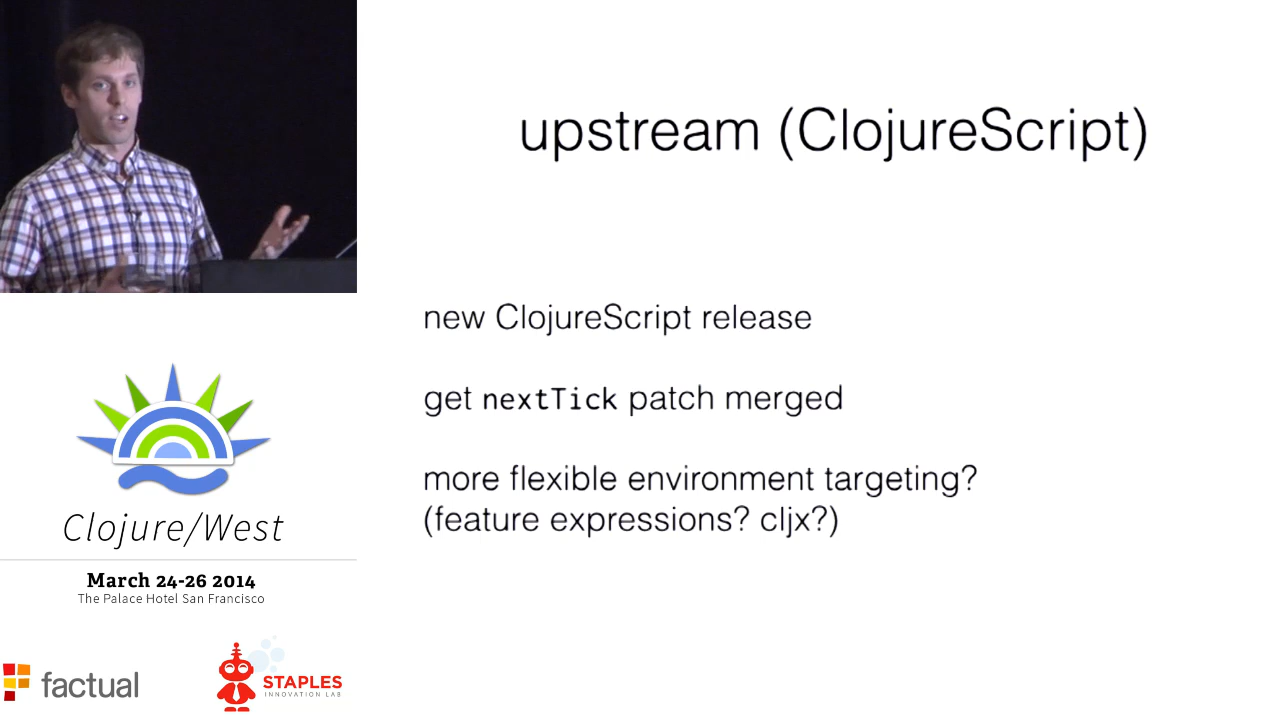 upstream (ClojureScript)
new ClojureScript release
get nextTick patch merged
more flexible environment targeting?
(feature expressions? cljx?)
Clojure/West
March 24-26 2014
The Palace Hotel San Francisco
factual
STAPLES
INNOVATION LAB